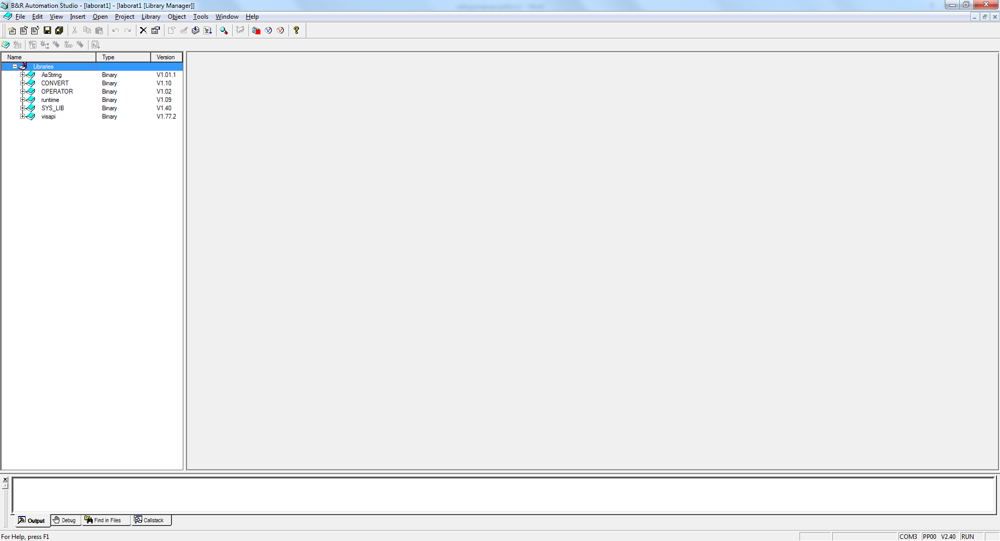 B&R Automation Studio - [laborat1] - [laborat1 [Library Manager]]
File Edit View Insert Open Project Library Object Tools Window Help
Name Type Version
Libraries
AsString Binary V1.01.1
CONVERT Binary V1.10
OPERATOR Binary V1.02
runtime Binary V1.09
SYS_LIB Binary V1.40
visapi Binary V1.77.2
Output Debug Find in Files Callstack
For Help, press F1 COM3 PP00 V2.40 RUN